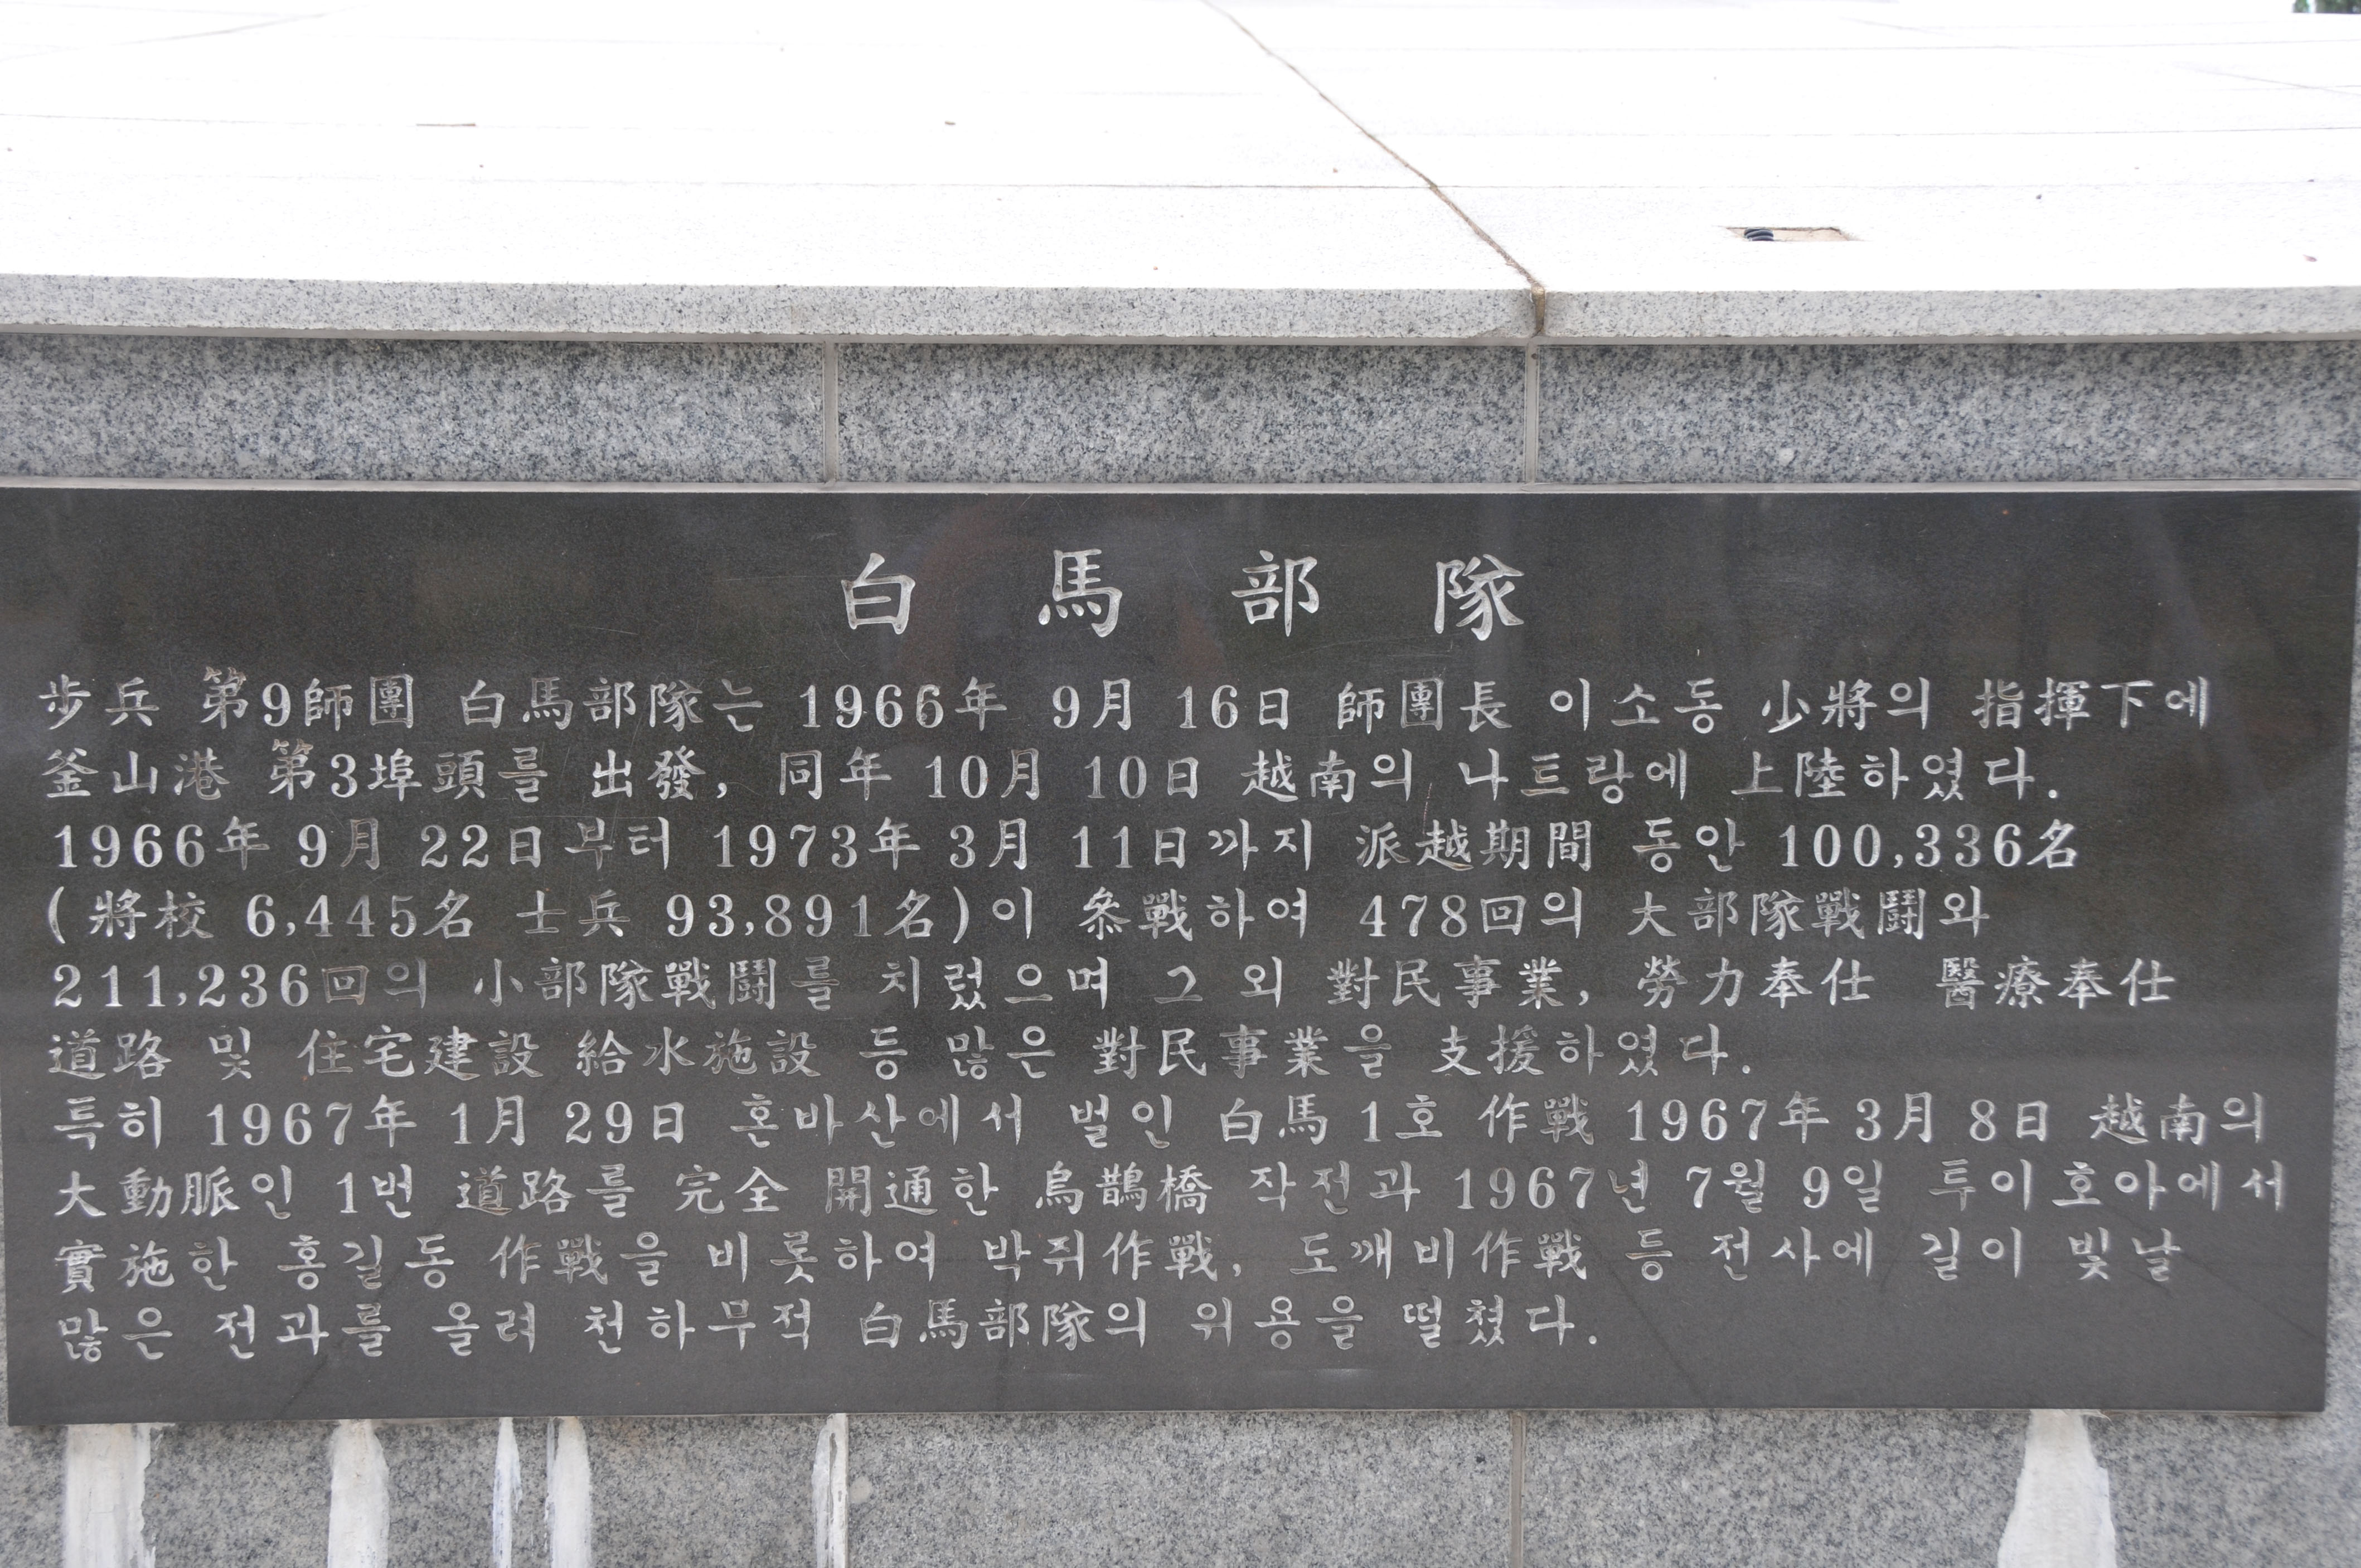 白馬部隊
步兵 第9師團 白馬部隊는 1966年 9月 16日 師團長 이소동 少將의 指揮下에
釜山港 第3埠頭를 出發, 同年 10月 10日 越南의 나트랑에 上陸하였다.
1966年 9月 22日부터 1973年 3月 11日까지 派越期間 동안 100,336名
(將校 6,445名 士兵 93,891名)이 叅戰하여 478回의 大部隊戰鬪와
211,236回의 小部隊戰鬪를 치렀으며 그 외 對民事業, 勞力奉仕 醫療奉仕
道路 및 住宅建設 給水施設 등 많은 對民事業을 支援하였다.
특히 1967年 1月 29日 혼바산에서 벌인 白馬 1호 作戰 1967年 3月 8日 越南의
大動脈인 1번 道路를 完全 開通한 烏鵲橋 작전과 1967년 7월 9일 투이호아에서
實施한 홍길동 作戰을 비롯하여 박쥐作戰, 도깨비作戰 등 전사에 길이 빛날
많은 전과를 올려 천하무적 白馬部隊의 위용을 떨쳤다.